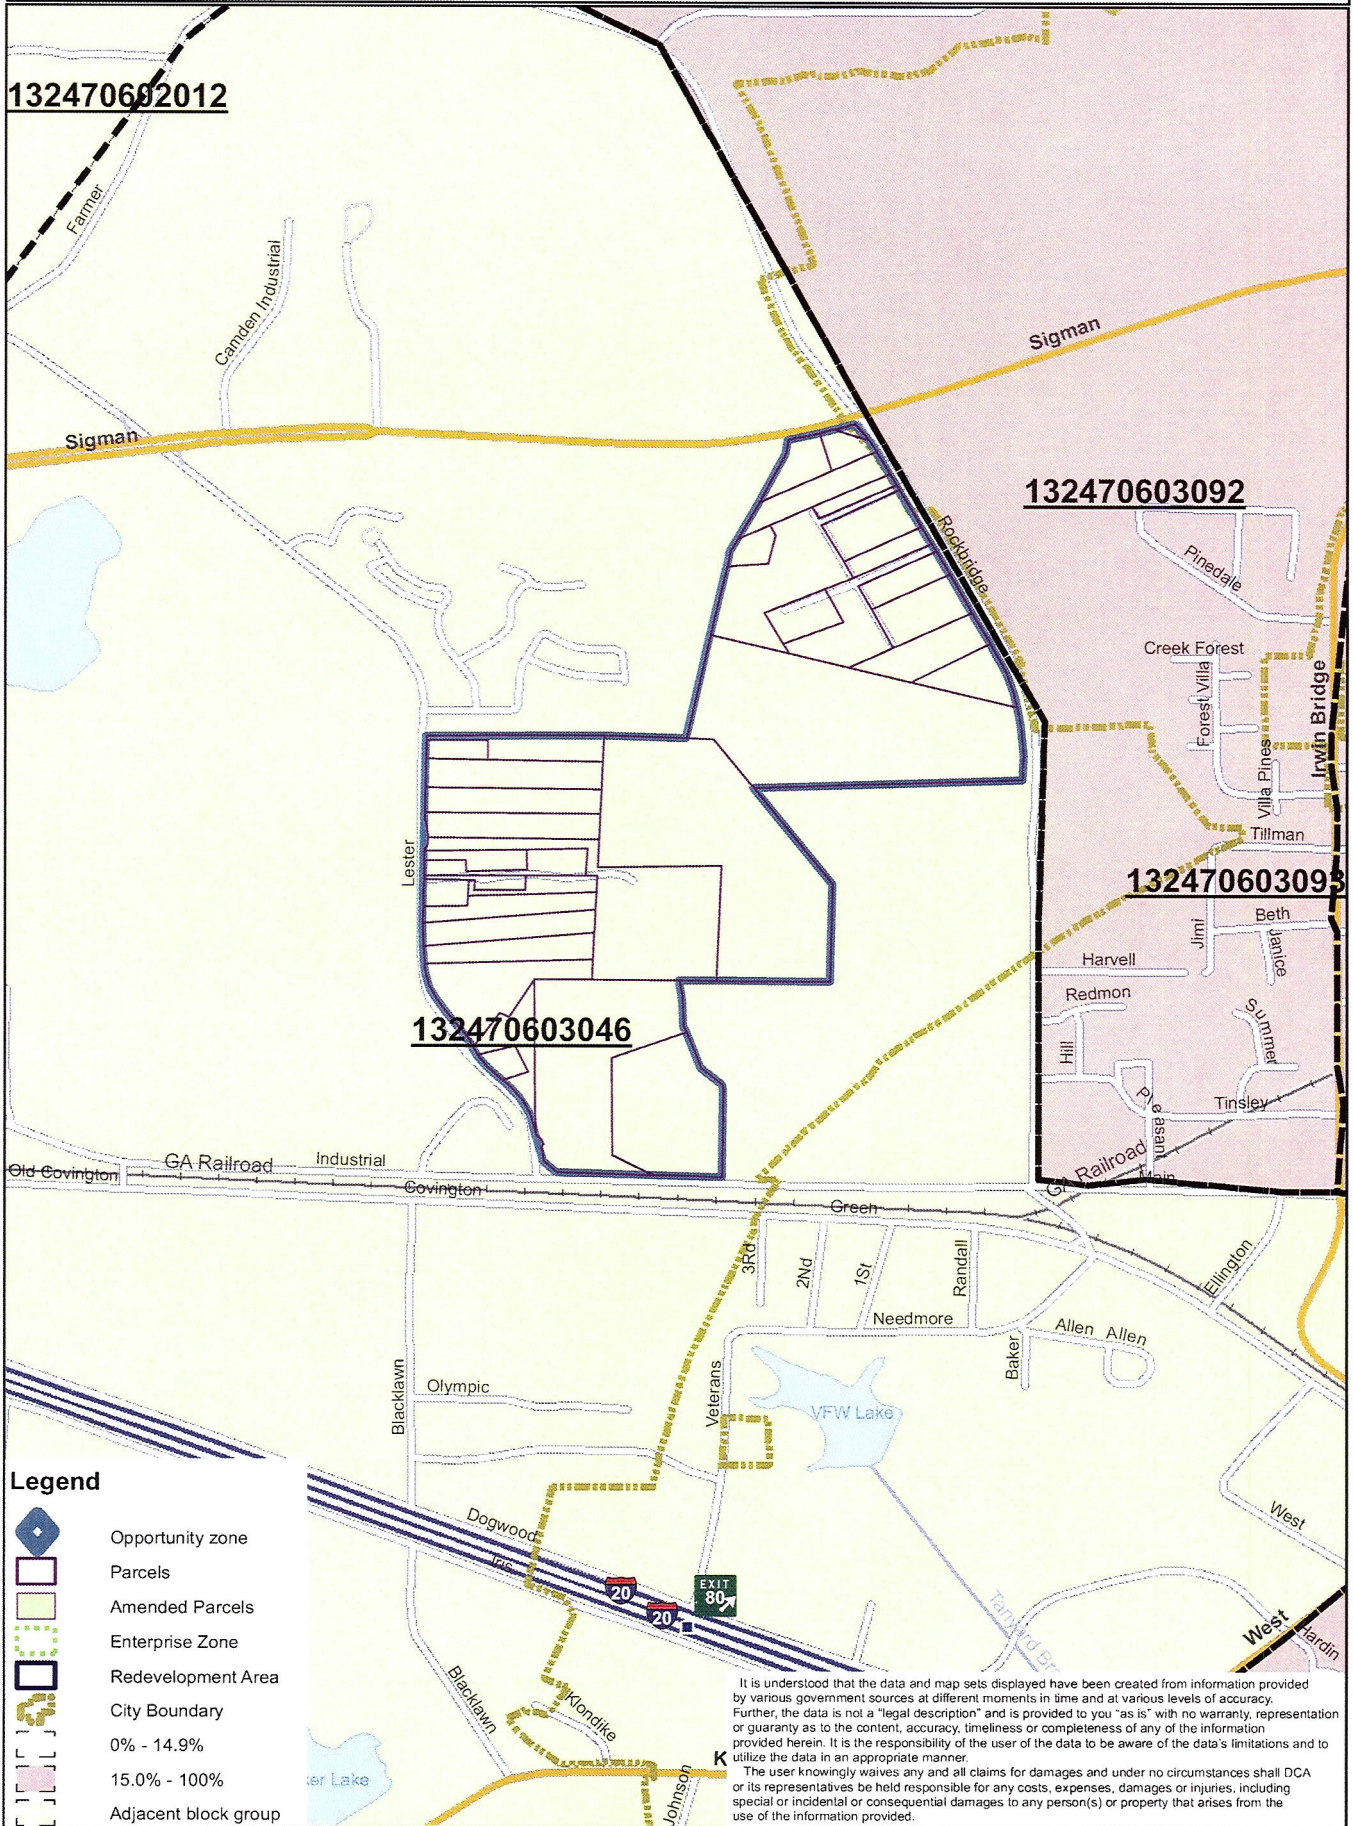 132470602012
Farmer
Camden Industrial
Sigman
Sigman
132470603092
Rockbridge
Pinedale
Creek Forest
Forest Villa
Irwin Bridge
Villa Pines
Tillman
Lester
132470603093
Jimi
Beth
Janice
Harvell
Redmon
Summer
132470603046
Hill
Pleasant
Tinsley
GA Railroad
Industrial
Old Covington
Covington
GA Railroad
Main
Green
3Rd
2Nd
1St
Randall
Ellington
Needmore
Allen Allen
Baker
Blacklawn
Olympic
Veterans
VFW Lake
Dogwood
Iris
West
20
20
EXIT
80
Tanyard
West
Hardin
Blacklawn
Klondike
Johnson
K
Legend
Opportunity zone
Parcels
Amended Parcels
Enterprise Zone
Redevelopment Area
City Boundary
0% - 14.9%
15.0% - 100%
Adjacent block group
Lake
It is understood that the data and map sets displayed have been created from information provided
by various government sources at different moments in time and at various levels of accuracy.
Further, the data is not a "legal description" and is provided to you "as is" with no warranty, representation
or guaranty as to the content, accuracy, timeliness or completeness of any of the information
provided herein. It is the responsibility of the user of the data to be aware of the data's limitations and to
utilize the data in an appropriate manner.
The user knowingly waives any and all claims for damages and under no circumstances shall DCA
or its representatives be held responsible for any costs, expenses, damages or injuries, including
special or incidental or consequential damages to any person(s) or property that arises from the
use of the information provided.